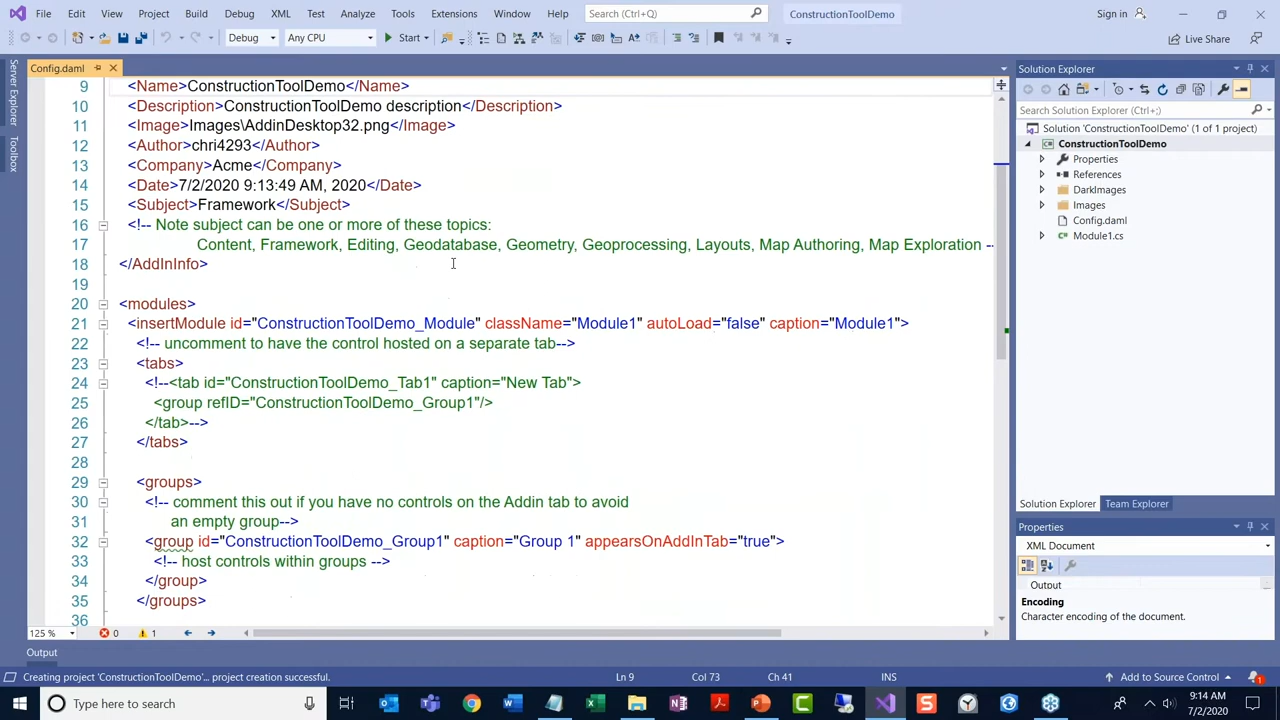 File Edit View Git Project Build Debug XML Test Analyze Tools Extensions Window Help Search (Ctrl+Q) ConstructionToolDemo Sign in
Debug Any CPU Start Live Share
Server Explorer
Toolbox
Config.daml
9 <Name>ConstructionToolDemo</Name>
10 <Description>ConstructionToolDemo description</Description>
11 <Image>Images\AddinDesktop32.png</Image>
12 <Author>chri4293</Author>
13 <Company>Acme</Company>
14 <Date>7/2/2020 9:13:49 AM, 2020</Date>
15 <Subject>Framework</Subject>
16 <!-- Note subject can be one or more of these topics:
17 Content, Framework, Editing, Geodatabase, Geometry, Geoprocessing, Layouts, Map Authoring, Map Exploration --
18 </AddInInfo>
19
20 <modules>
21 <insertModule id="ConstructionToolDemo_Module" className="Module1" autoLoad="false" caption="Module1">
22 <!-- uncomment to have the control hosted on a separate tab-->
23 <tabs>
24 <!--<tab id="ConstructionToolDemo_Tab1" caption="New Tab">
25 <group refID="ConstructionToolDemo_Group1"/>
26 </tab>-->
27 </tabs>
28
29 <groups>
30 <!-- comment this out if you have no controls on the Addin tab to avoid
31 an empty group-->
32 <group id="ConstructionToolDemo_Group1" caption="Group 1" appearsOnAddInTab="true">
33 <!-- host controls within groups -->
34 </group>
35 </groups>
36
125 % 0 1
Output
Solution Explorer
Search Solution Explorer (Ctrl+;)
Solution 'ConstructionToolDemo' (1 of 1 project)
ConstructionToolDemo
Properties
References
DarkImages
Images
Config.daml
Module1.cs
Solution Explorer Team Explorer
Properties
XML Document
Output
Encoding
Character encoding of the document.
Creating project 'ConstructionToolDemo'... project creation successful. Ln 9 Col 73 Ch 41 INS Add to Source Control 1
Type here to search
9:14 AM
7/2/2020